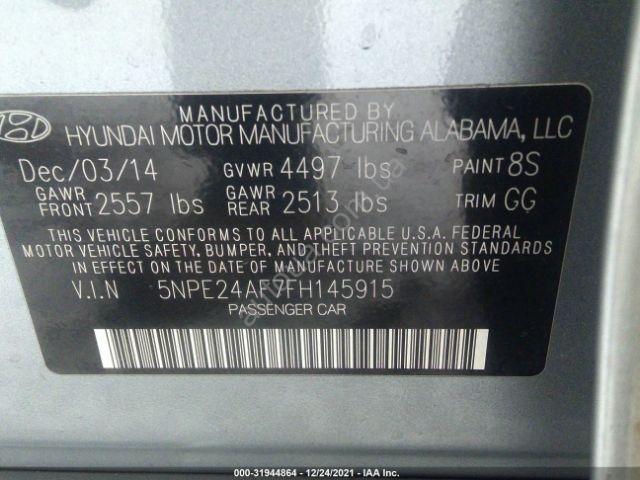 MANUFACTURED BY
HYUNDAI MOTOR MANUFACTURING ALABAMA, LLC
Dec/03/14 GVWR 4497 lbs PAINT 8S
GAWR FRONT 2557 lbs GAWR REAR 2513 lbs TRIM GG
THIS VEHICLE CONFORMS TO ALL APPLICABLE U.S.A. FEDERAL
MOTOR VEHICLE SAFETY, BUMPER, AND THEFT PREVENTION STANDARDS
IN EFFECT ON THE DATE OF MANUFACTURE SHOWN ABOVE.
V.I.N
PASSENGER CAR
000-31944864 - 12/24/2021 - IAA Inc.